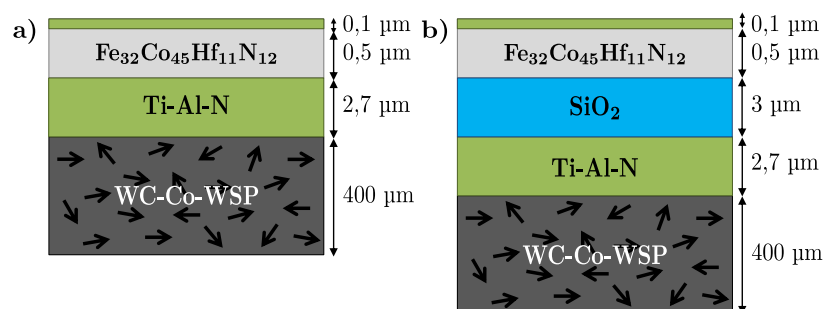 a)
0,1 µm
Fe₃₂Co₄₅Hf₁₁N₁₂
0,5 µm
Ti-Al-N
2,7 µm
WC-Co-WSP
400 µm
b)
0,1 µm
Fe₃₂Co₄₅Hf₁₁N₁₂
0,5 µm
SiO₂
3 µm
Ti-Al-N
2,7 µm
WC-Co-WSP
400 µm